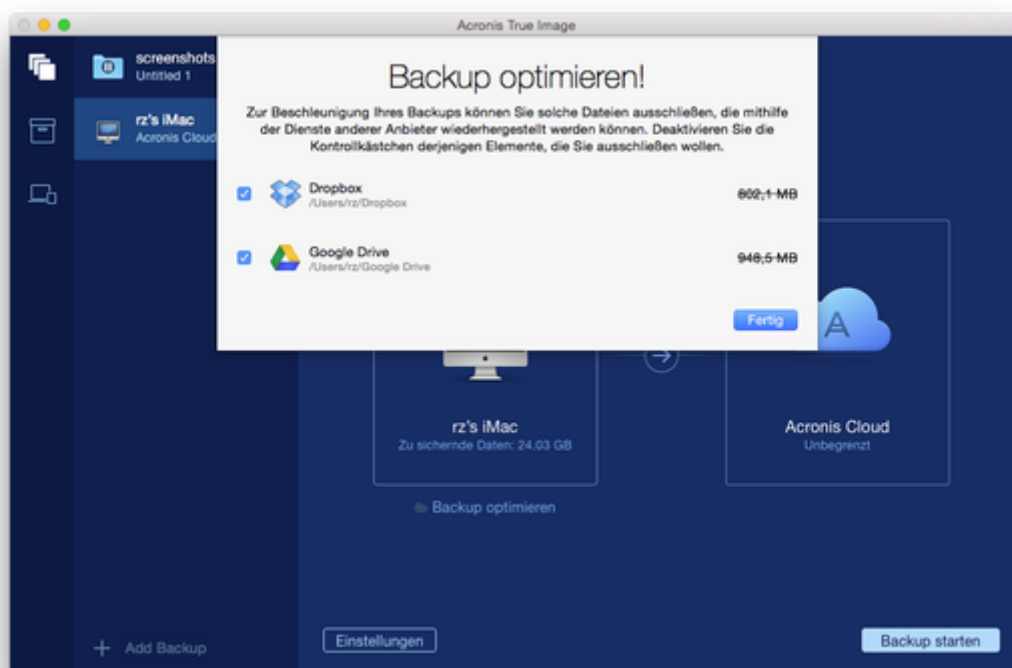 Acronis True Image
screenshots
Untitled 1
rz's iMac
Acronis Cloud
Backup optimieren!
Zur Beschleunigung Ihres Backups können Sie solche Dateien ausschließen, die mithilfe
der Dienste anderer Anbieter wiederhergestellt werden können. Deaktivieren Sie die
Kontrollkästchen derjenigen Elemente, die Sie ausschließen wollen.
Dropbox
/Users/rz/Dropbox
802,1 MB
Google Drive
/Users/rz/Google Drive
948,5 MB
Fertig
rz's iMac
Zu sichernde Daten: 24.03 GB
Acronis Cloud
Unbegrenzt
Backup optimieren
Add Backup
Einstellungen
Backup starten